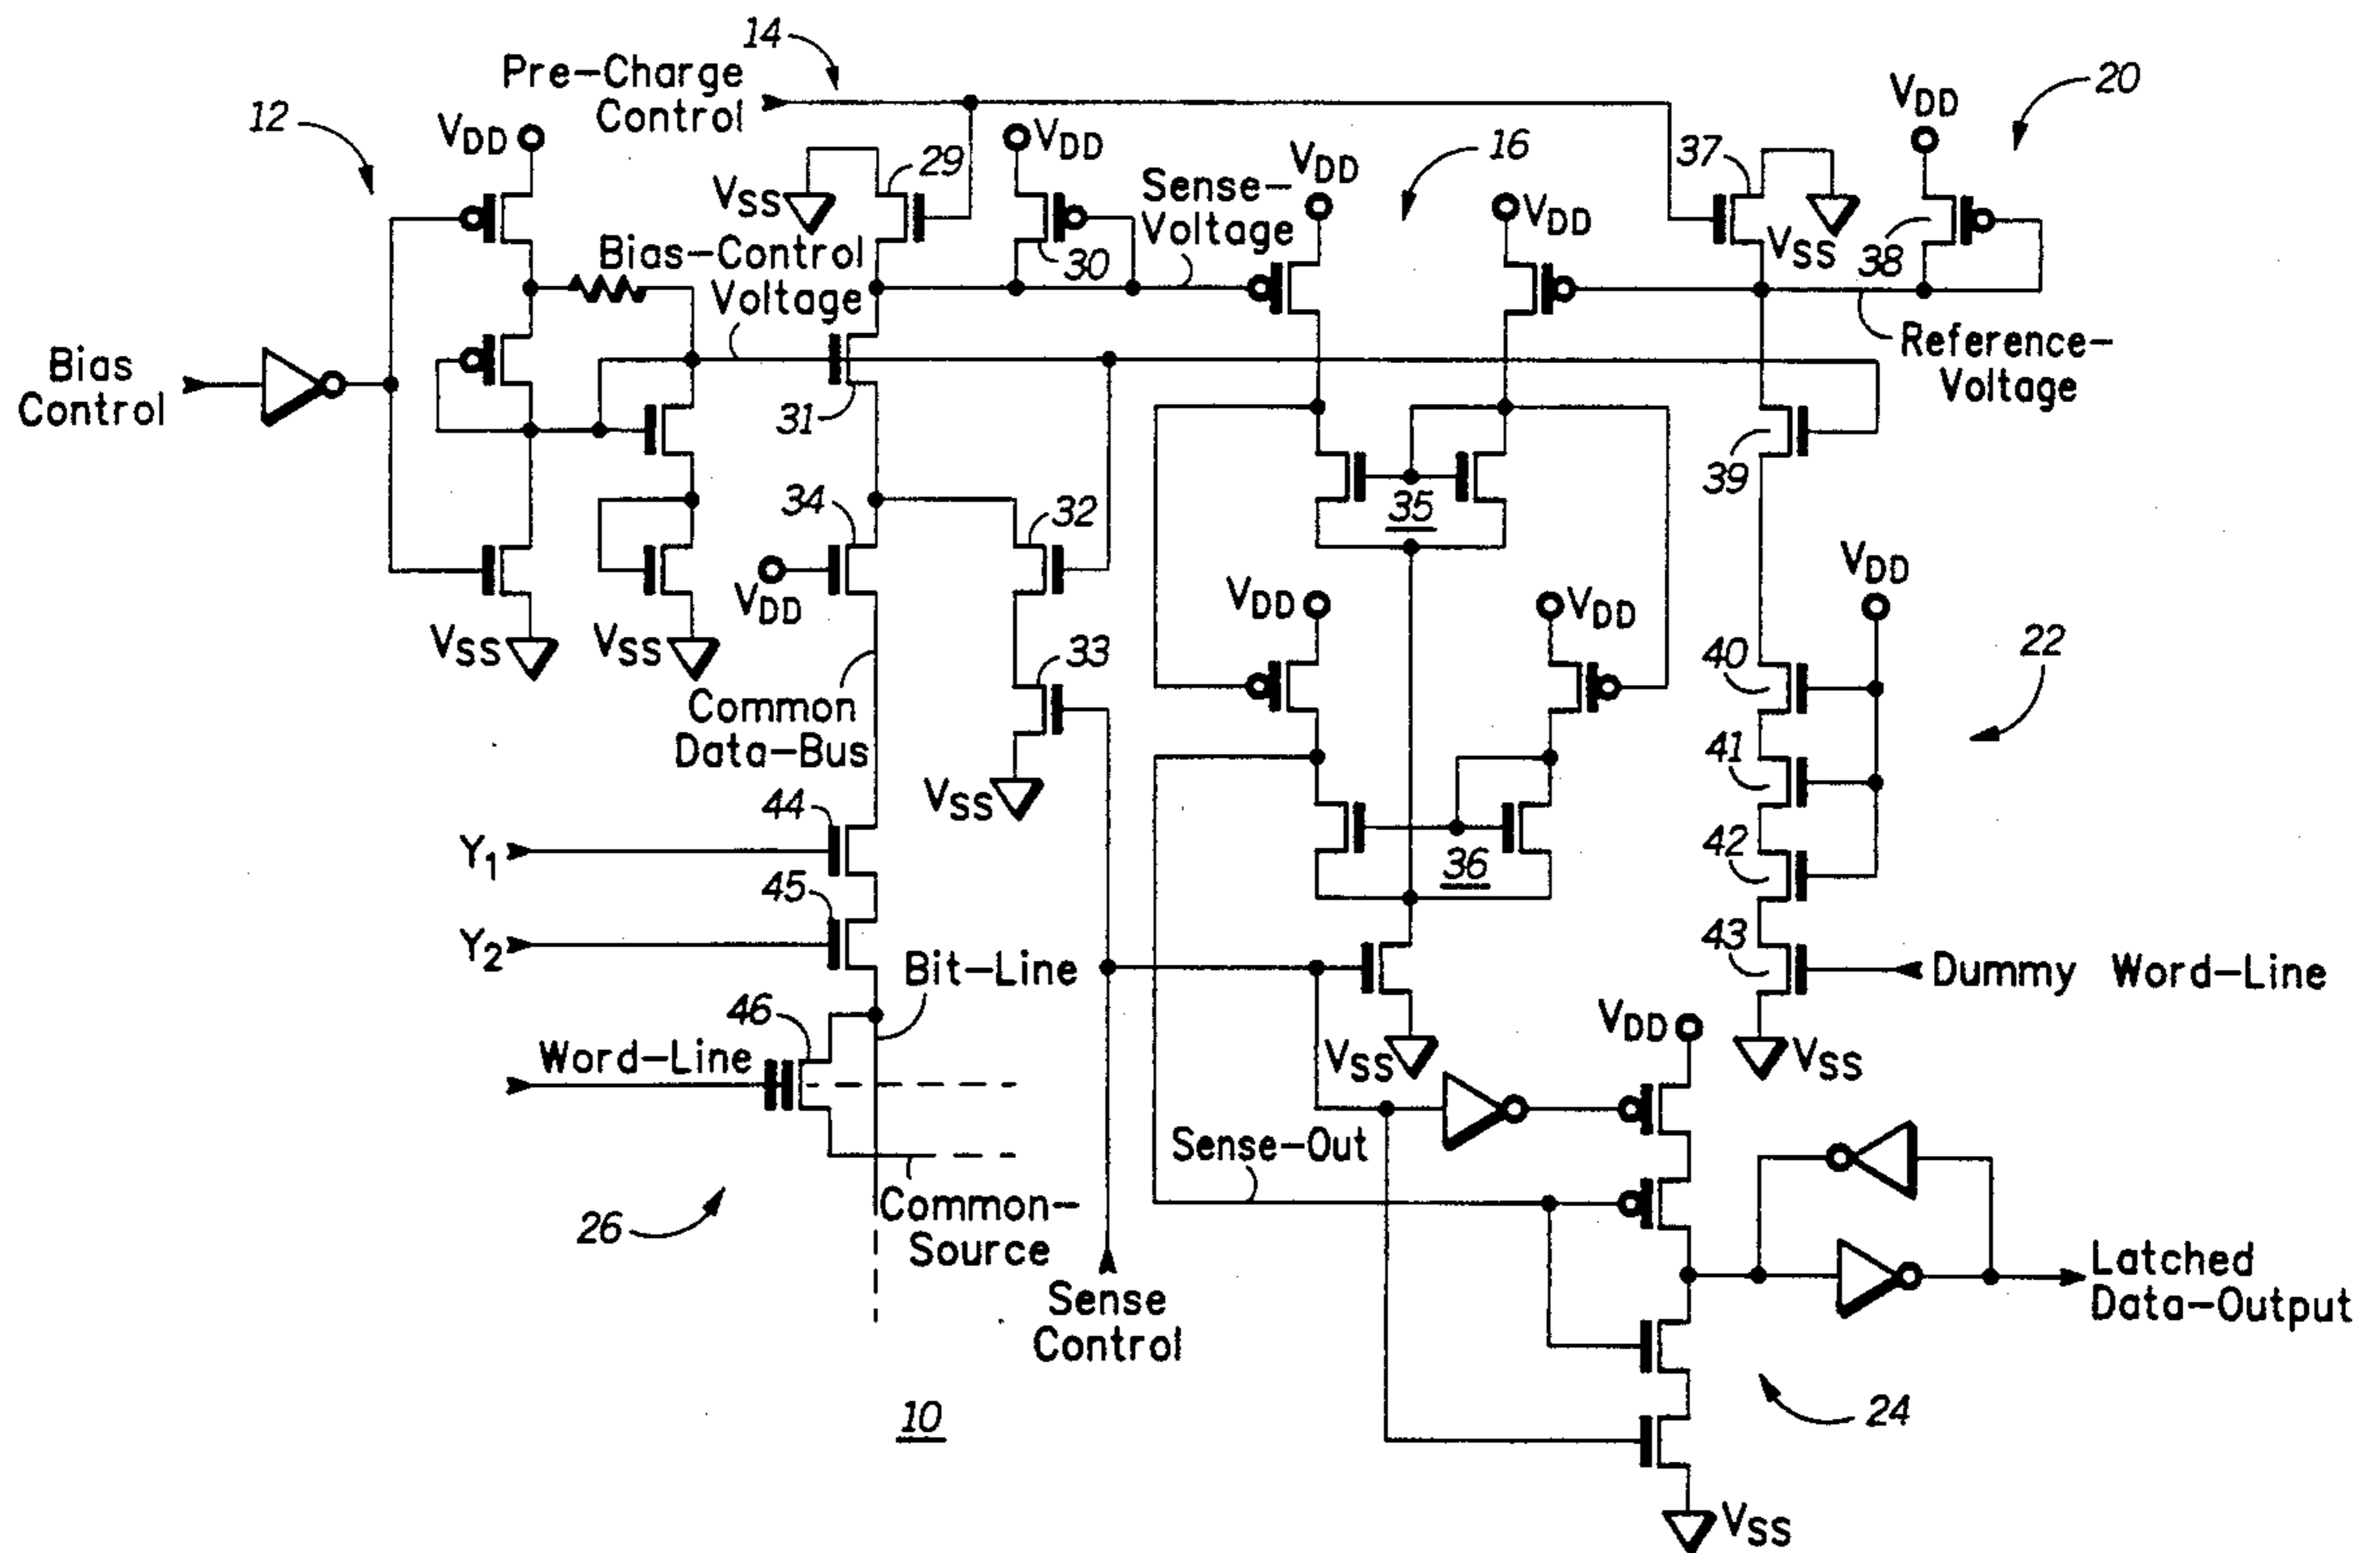 14
Pre-Charge
Control
12
VDD
VSS
29
VDD
30
Sense-
Voltage
VDD
16
VDD
37
VSS
VDD
20
38
Bias-Control
Voltage
Reference-
Voltage
Bias
Control
31
39
34
32
35
VDD
VSS
VSS
VDD
VDD
VDD
33
40
22
Common
Data-Bus
41
VSS
44
Y1
42
36
45
43
Y2
Bit-Line
Dummy Word-Line
46
VDD
Word-Line
VSS
VSS
Sense-Out
26
Common-
Source
Latched
Data-Output
Sense
Control
10
24
VSS